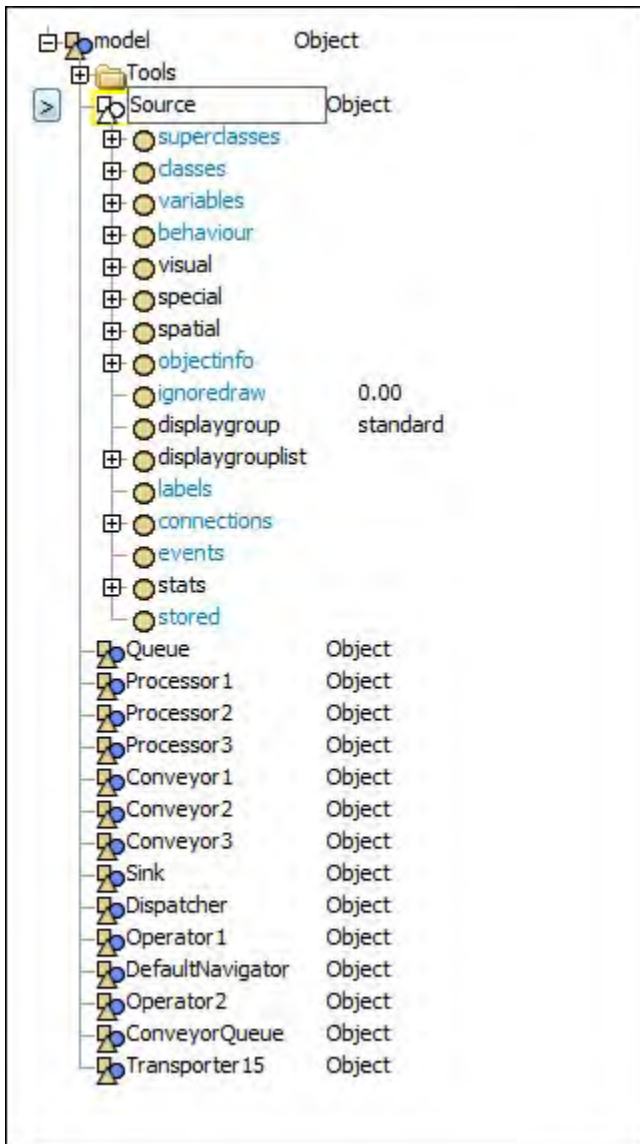 model Object
Tools
> Source Object
superclasses
classes
variables
behaviour
visual
special
spatial
objectinfo
ignoredraw 0.00
displaygroup standard
displaygrouplist
labels
connections
events
stats
stored
Queue Object
Processor1 Object
Processor2 Object
Processor3 Object
Conveyor1 Object
Conveyor2 Object
Conveyor3 Object
Sink Object
Dispatcher Object
Operator1 Object
DefaultNavigator Object
Operator2 Object
ConveyorQueue Object
Transporter15 Object